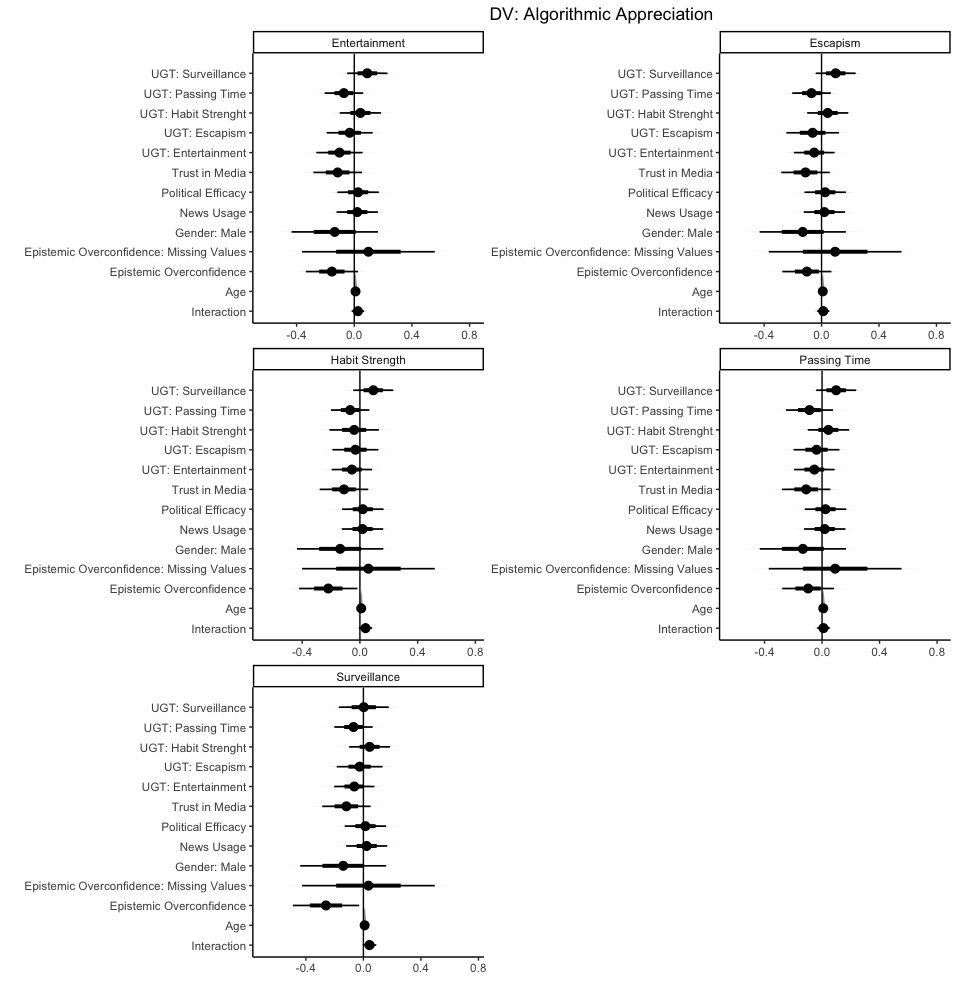 DV: Algorithmic Appreciation
Entertainment
UGT: Surveillance
UGT: Passing Time
UGT: Habit Strenght
UGT: Escapism
UGT: Entertainment
Trust in Media
Political Efficacy
News Usage
Gender: Male
Epistemic Overconfidence: Missing Values
Epistemic Overconfidence
Age
Interaction
-0.4 0.0 0.4 0.8
Escapism
UGT: Surveillance
UGT: Passing Time
UGT: Habit Strenght
UGT: Escapism
UGT: Entertainment
Trust in Media
Political Efficacy
News Usage
Gender: Male
Epistemic Overconfidence: Missing Values
Epistemic Overconfidence
Age
Interaction
-0.4 0.0 0.4 0.8
Habit Strength
UGT: Surveillance
UGT: Passing Time
UGT: Habit Strenght
UGT: Escapism
UGT: Entertainment
Trust in Media
Political Efficacy
News Usage
Gender: Male
Epistemic Overconfidence: Missing Values
Epistemic Overconfidence
Age
Interaction
-0.4 0.0 0.4 0.8
Passing Time
UGT: Surveillance
UGT: Passing Time
UGT: Habit Strenght
UGT: Escapism
UGT: Entertainment
Trust in Media
Political Efficacy
News Usage
Gender: Male
Epistemic Overconfidence: Missing Values
Epistemic Overconfidence
Age
Interaction
-0.4 0.0 0.4 0.8
Surveillance
UGT: Surveillance
UGT: Passing Time
UGT: Habit Strenght
UGT: Escapism
UGT: Entertainment
Trust in Media
Political Efficacy
News Usage
Gender: Male
Epistemic Overconfidence: Missing Values
Epistemic Overconfidence
Age
Interaction
-0.4 0.0 0.4 0.8